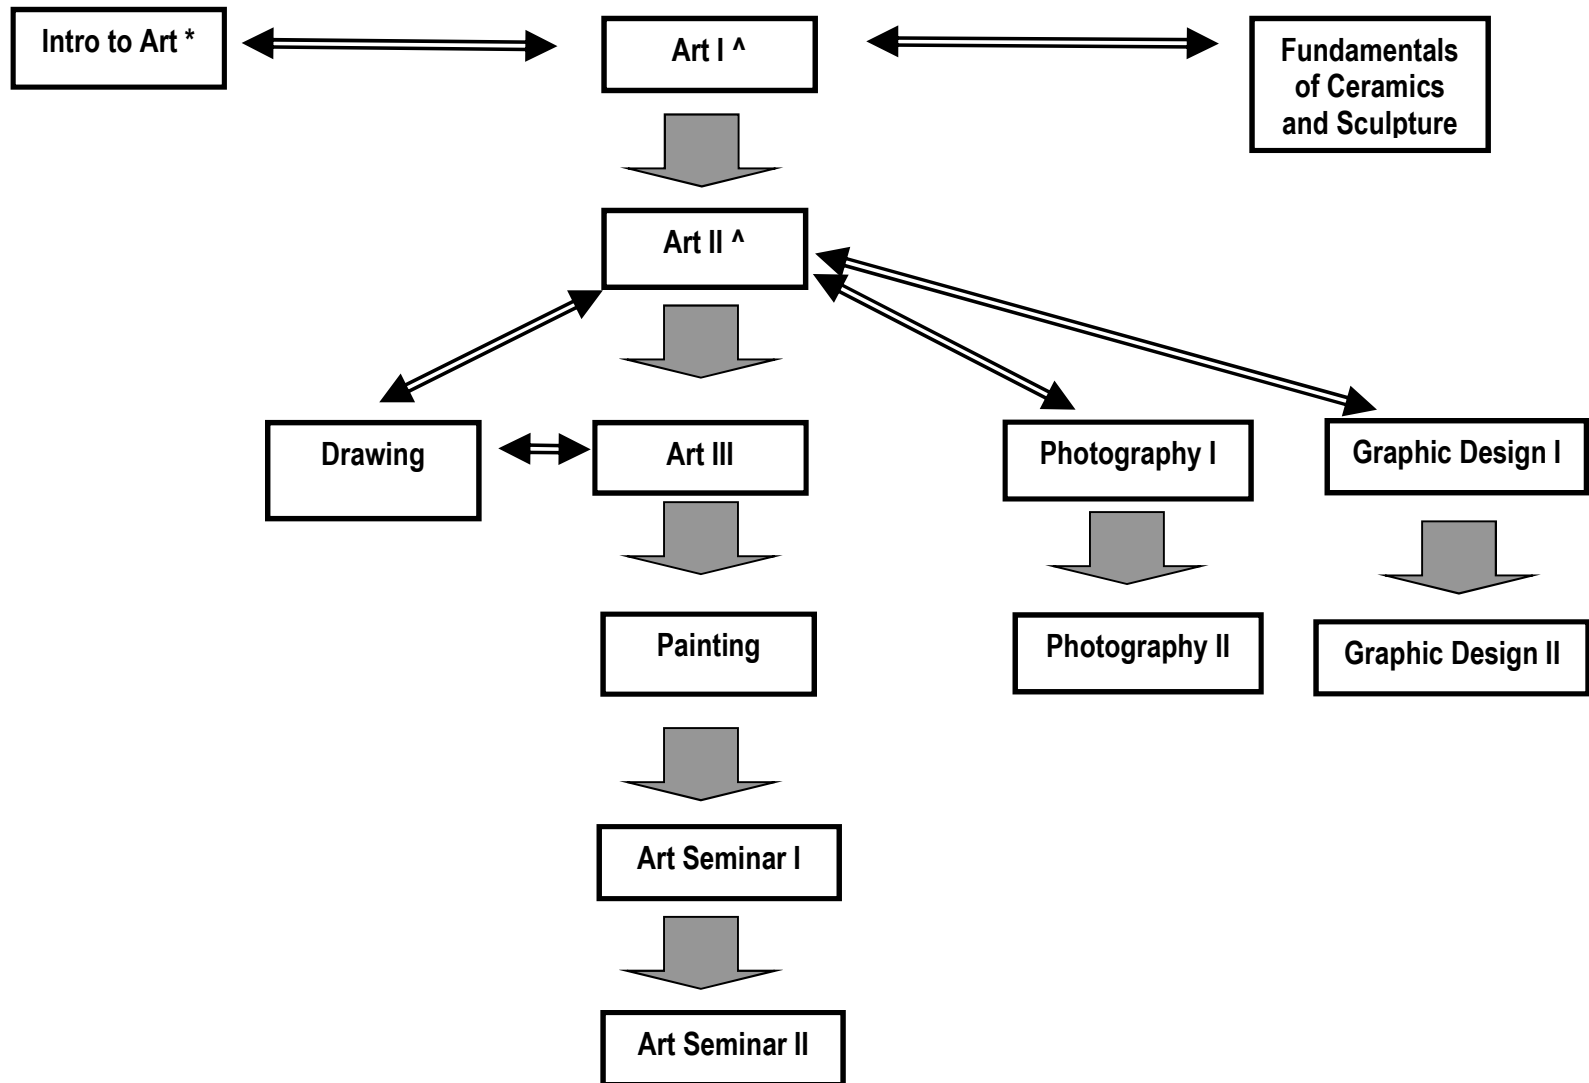 Intro to Art *
Art I ^
Fundamentals
of Ceramics
and Sculpture
Art II ^
Drawing
Art III
Photography I
Graphic Design I
Painting
Photography II
Graphic Design II
Art Seminar I
Art Seminar II